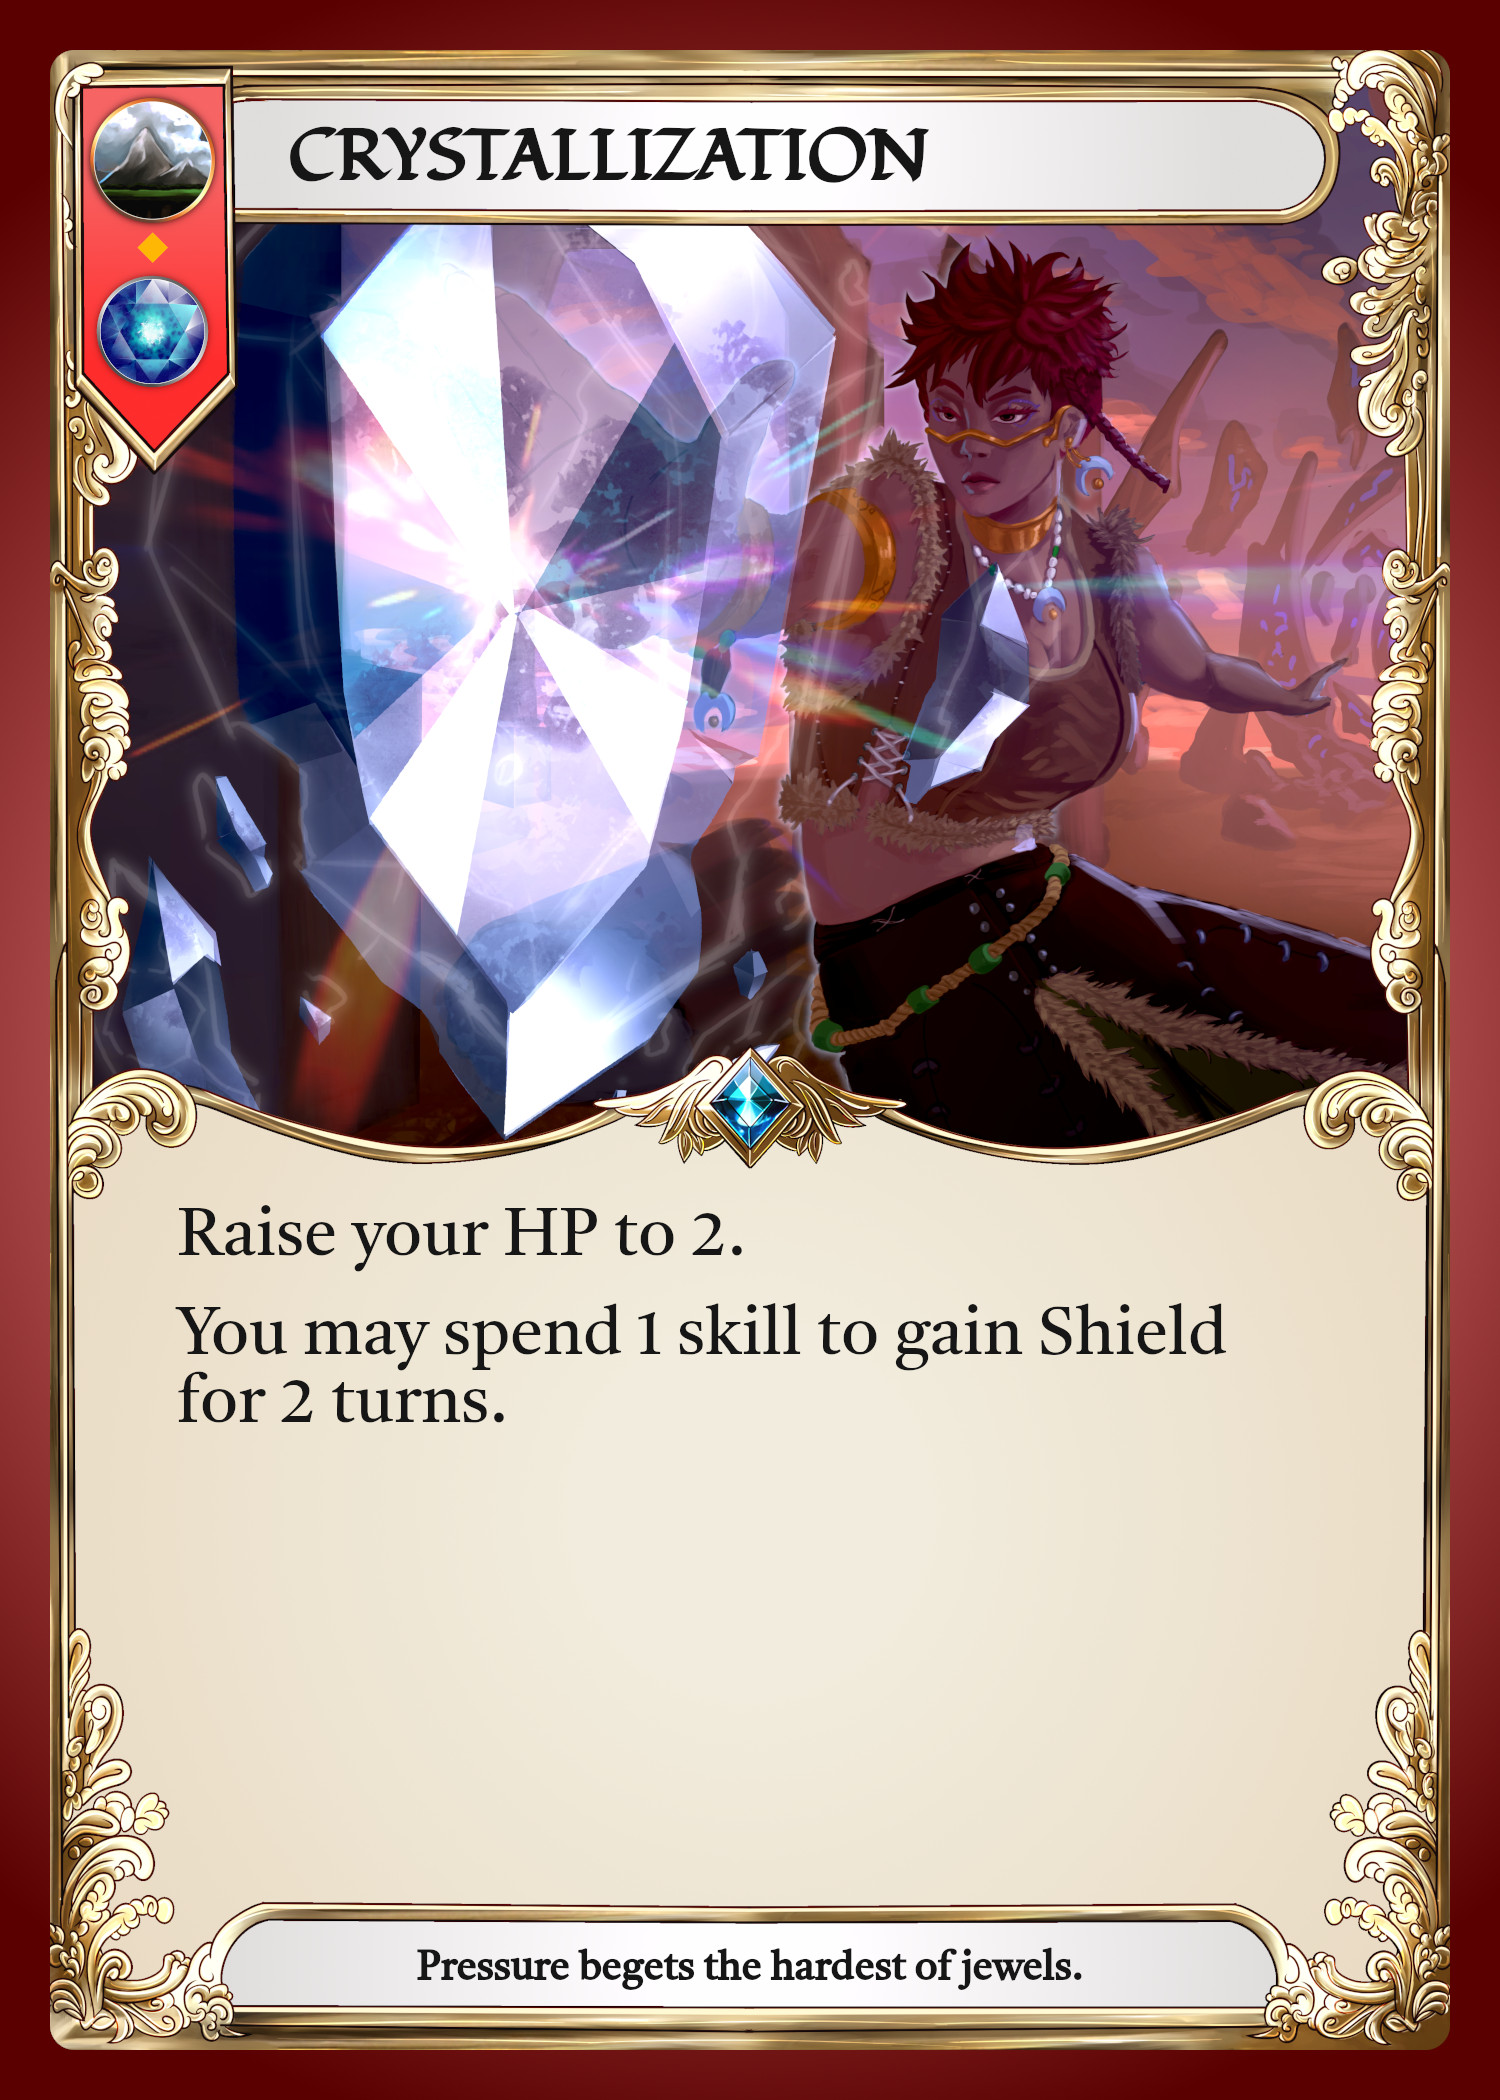 CRYSTALLIZATION
Raise your HP to 2.
You may spend 1 skill to gain Shield
for 2 turns.
Pressure begets the hardest of jewels.